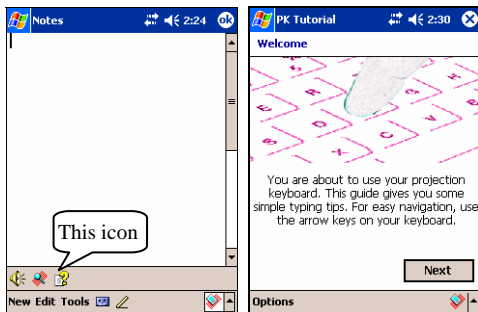 Notes 2:24 ok
This icon
New Edit Tools
PK Tutorial 2:30
Welcome
E R S D G H X C V L
You are about to use your projection
keyboard. This guide gives you some
simple typing tips. For easy navigation, use
the arrow keys on your keyboard.
Next
Options